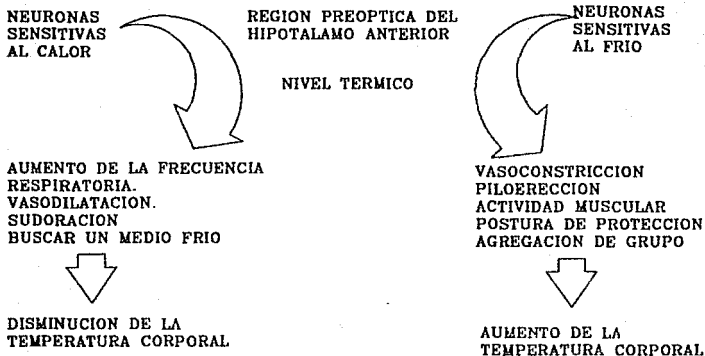 NEURONAS
SENSITIVAS
AL CALOR
REGION PREOPTICA DEL
HIPOTALAMO ANTERIOR
NIVEL TERMICO
NEURONAS
SENSITIVAS
AL FRIO
AUMENTO DE LA FRECUENCIA
RESPIRATORIA.
VASODILATACION.
SUDORACION
BUSCAR UN MEDIO FRIO
VASOCONSTRICCION
PILOERECCION
ACTIVIDAD MUSCULAR
POSTURA DE PROTECCION
AGREGACION DE GRUPO
DISMINUCION DE LA
TEMPERATURA CORPORAL
AUMENTO DE LA
TEMPERATURA CORPORAL